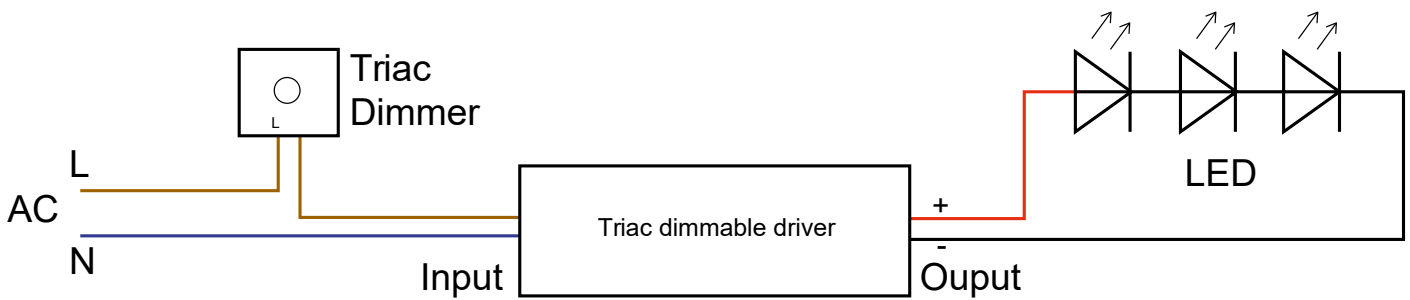 Triac
Dimmer
L
L
AC
N
Input
Triac dimmable driver
+
-
Ouput
LED